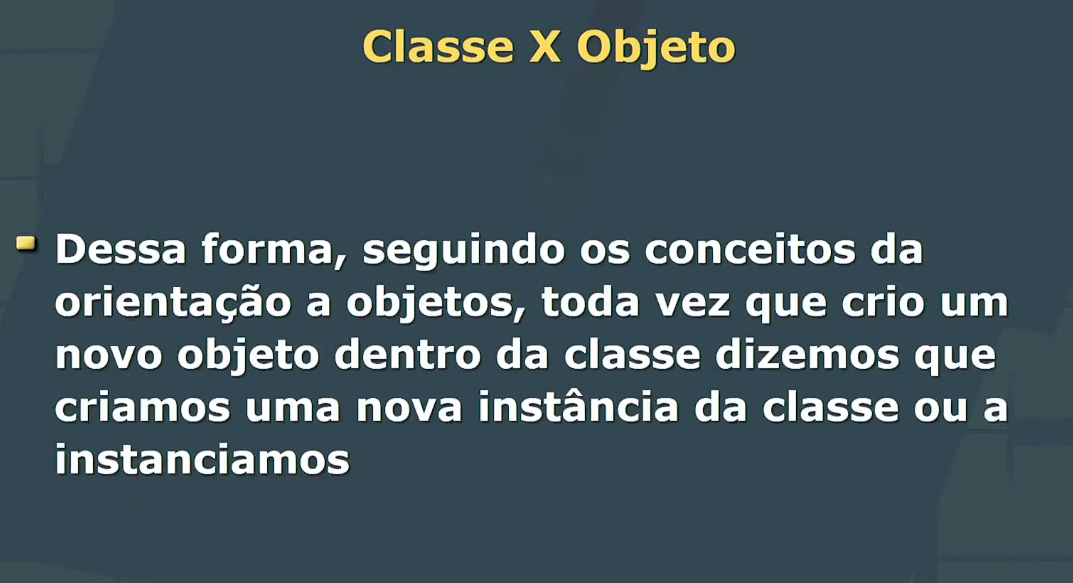 Classe X Objeto
Dessa forma, seguindo os conceitos da
orientação a objetos, toda vez que crio um
novo objeto dentro da classe dizemos que
criamos uma nova instância da classe ou a
instanciamos